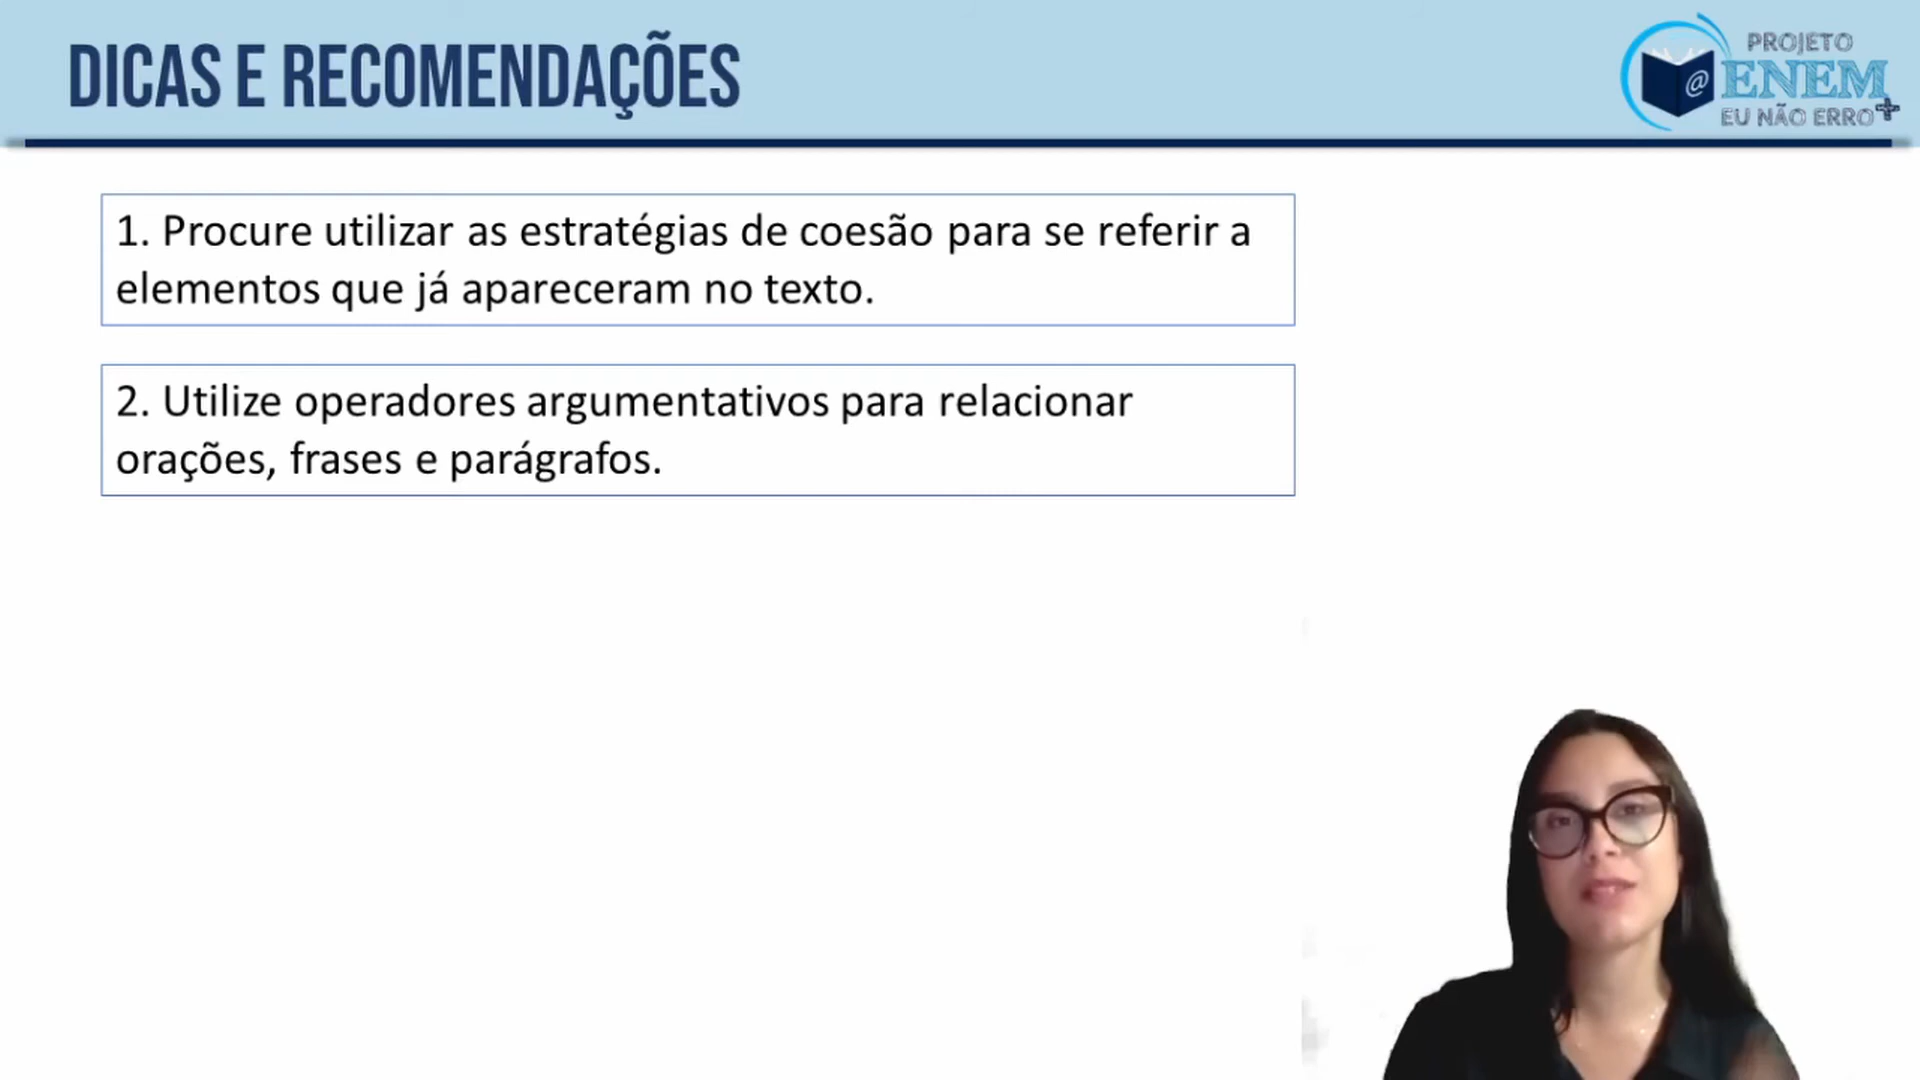 DICAS E RECOMENDAÇÕES
PROJETO
@ENEM
EU NÃO ERRO+
1. Procure utilizar as estratégias de coesão para se referir a
elementos que já apareceram no texto.
2. Utilize operadores argumentativos para relacionar
orações, frases e parágrafos.